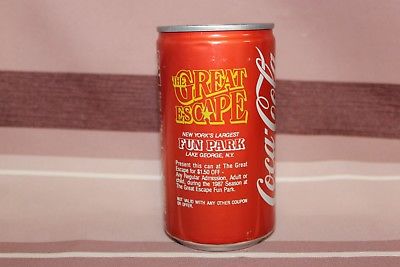 THE
GREAT
ESCAPE
NEW YORK'S LARGEST
FUN PARK
LAKE GEORGE, N.Y.
Present this can at The Great
Escape for $1.50 OFF -
Any Regular Admission, Adult or
child, during the 1987 Season at
The Great Escape Fun Park.
NOT VALID WITH ANY OTHER COUPON
OR OFFER.
Coca-Cola